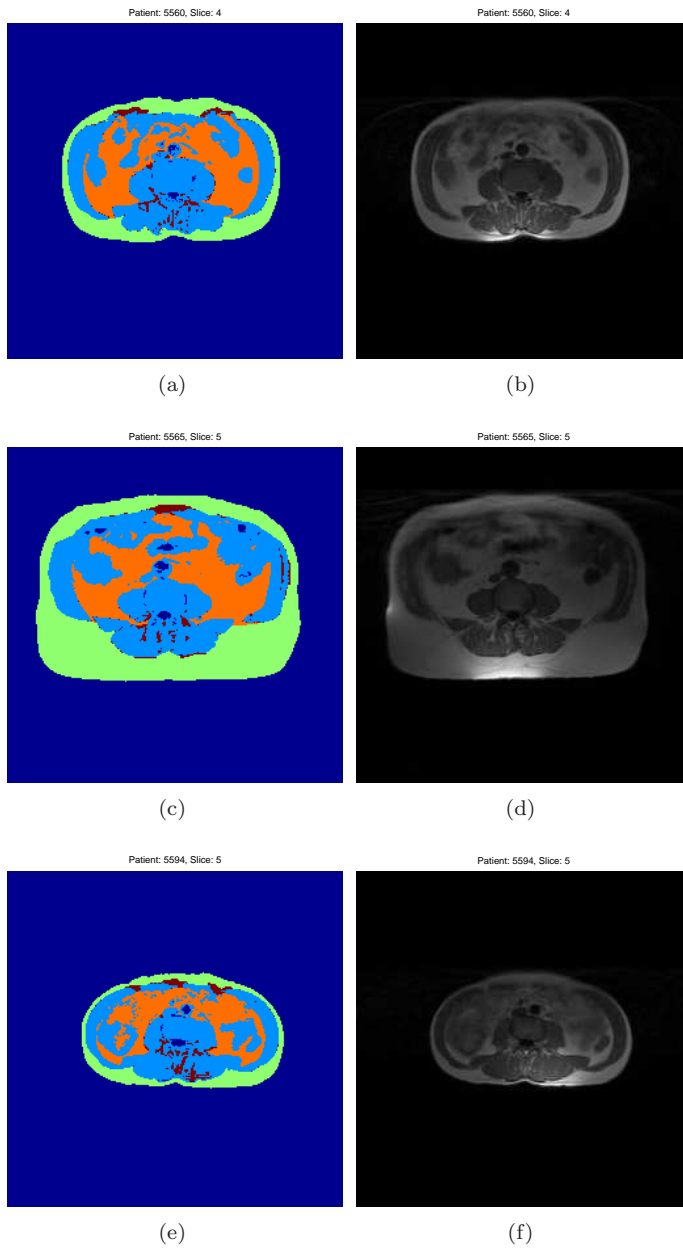 Patient: 5560, Slice: 4
Patient: 5560, Slice: 4
(a)
(b)
Patient: 5565, Slice: 5
Patient: 5565, Slice: 5
(c)
(d)
Patient: 5594, Slice: 5
Patient: 5594, Slice: 5
(e)
(f)